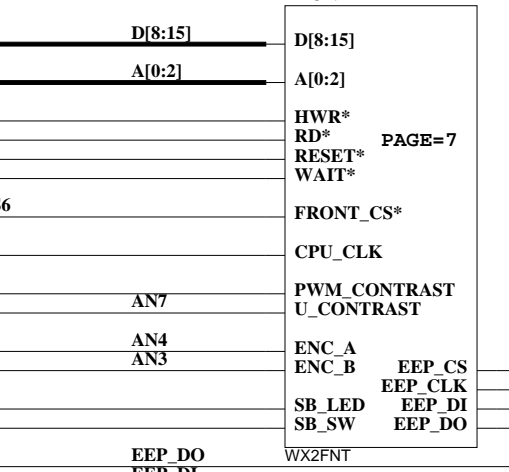 D[8:15] D[8:15]
A[0:2] A[0:2]
HWR*
RD* PAGE=7
RESET*
WAIT*
6 FRONT_CS*
CPU_CLK
PWM_CONTRAST
AN7 U_CONTRAST
AN4 ENC_A
AN3 ENC_B EEP_CS
EEP_CLK
SB_LED EEP_DI
SB_SW EEP_DO
EEP_DO WX2FNT
EEP_DI